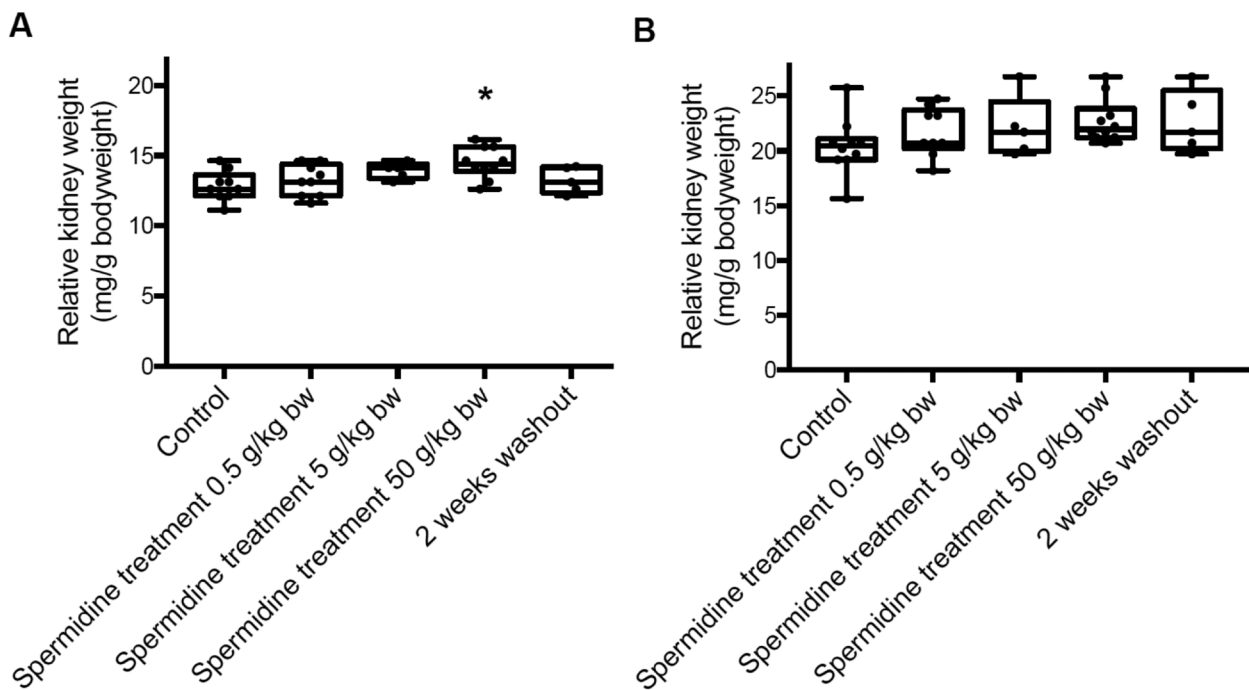 A
Relative kidney weight
(mg/g bodyweight)
20
15
10
5
0
*
Control
Spermidine treatment 0.5 g/kg bw
Spermidine treatment 5 g/kg bw
Spermidine treatment 50 g/kg bw
2 weeks washout
B
Relative kidney weight
(mg/g bodyweight)
25
20
15
10
5
0
Control
Spermidine treatment 0.5 g/kg bw
Spermidine treatment 5 g/kg bw
Spermidine treatment 50 g/kg bw
2 weeks washout